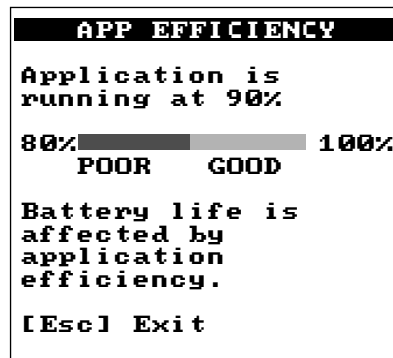 APP EFFICIENCY
Application is
running at 90%
80% 100%
POOR GOOD
Battery life is
affected by
application
efficiency.
[Esc] Exit